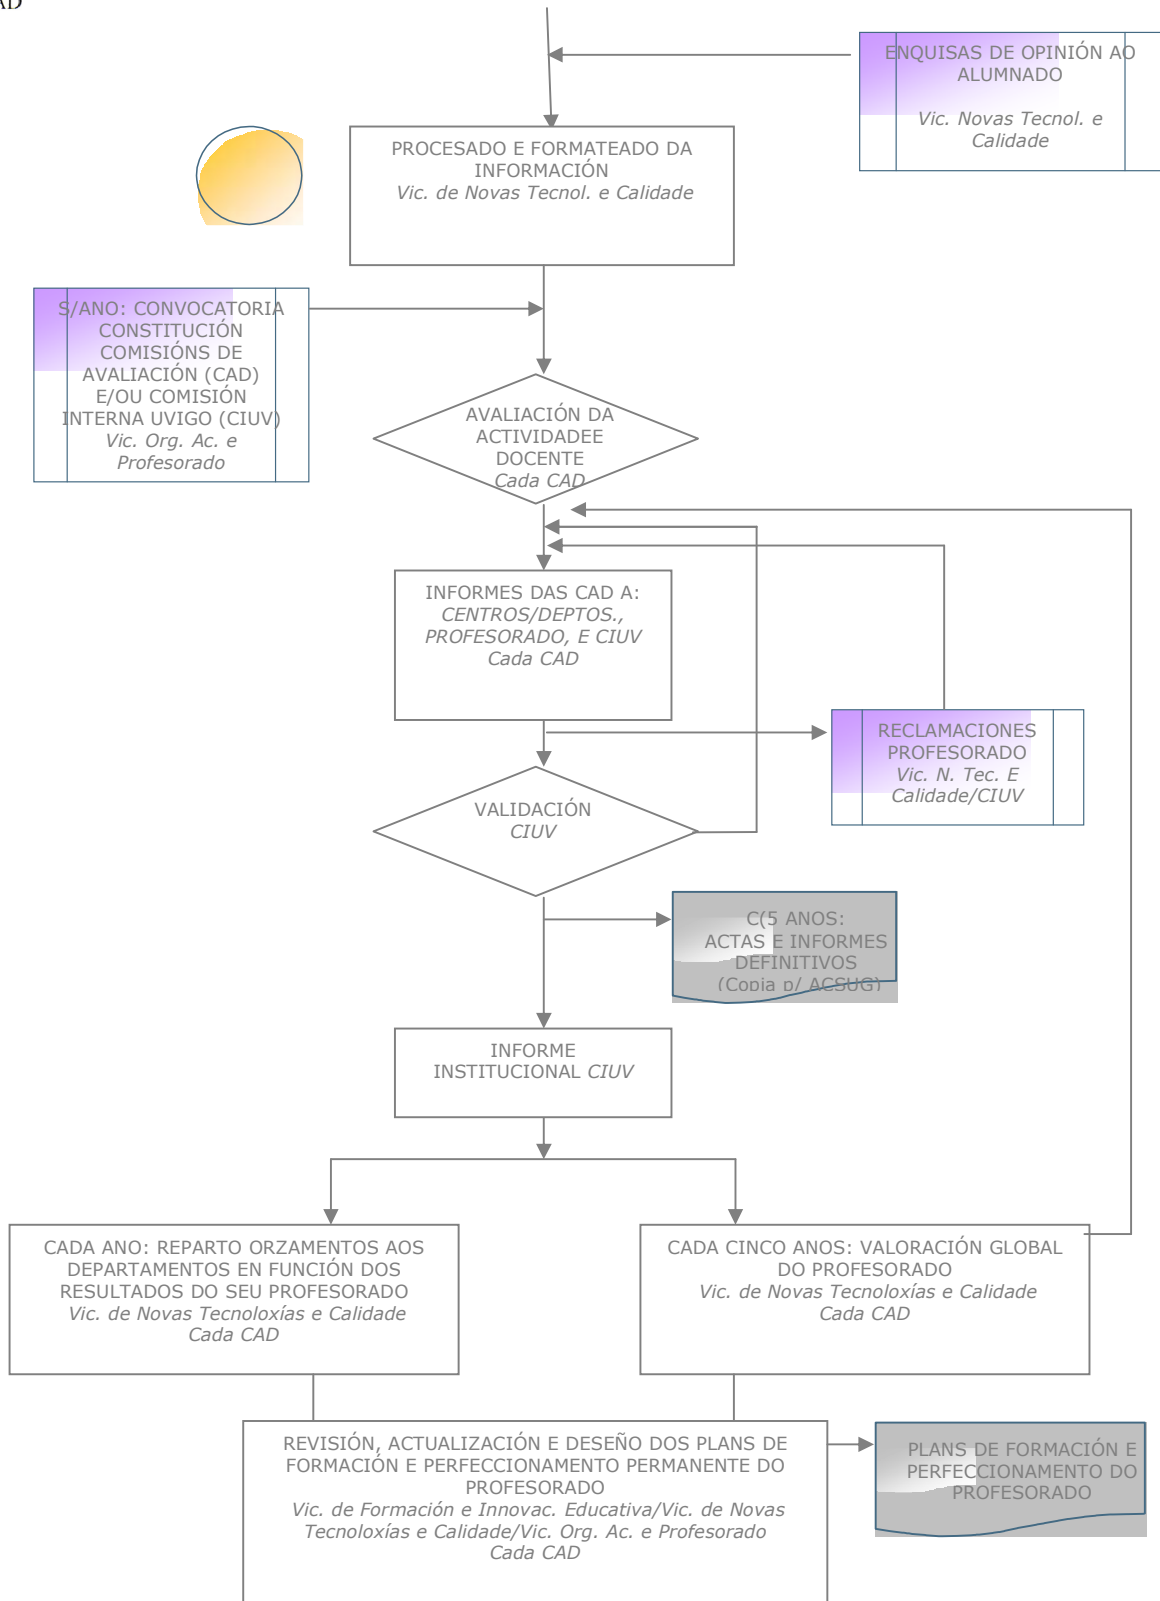 AD
ENQUISAS DE OPINIÓN AO
ALUMNADO
Vic. Novas Tecnol. e
Calidade
PROCESADO E FORMATEADO DA
INFORMACIÓN
Vic. de Novas Tecnol. e Calidade
S/ANO: CONVOCATORIA
CONSTITUCIÓN
COMISIÓNS DE
AVALIACIÓN (CAD)
E/OU COMISIÓN
INTERNA UVIGO (CIUV)
Vic. Org. Ac. e
Profesorado
AVALIACIÓN DA
ACTIVIDADEE
DOCENTE
Cada CAD
INFORMES DAS CAD A:
CENTROS/DEPTOS.,
PROFESORADO, E CIUV
Cada CAD
RECLAMACIONES
PROFESORADO
Vic. N. Tec. E
Calidade/CIUV
VALIDACIÓN
CIUV
C(5 ANOS:
ACTAS E INFORMES
DEFINITIVOS
(Copia p/ ACSUG)
INFORME
INSTITUCIONAL CIUV
CADA ANO: REPARTO ORZAMENTOS AOS
DEPARTAMENTOS EN FUNCIÓN DOS
RESULTADOS DO SEU PROFESORADO
Vic. de Novas Tecnoloxías e Calidade
Cada CAD
CADA CINCO ANOS: VALORACIÓN GLOBAL
DO PROFESORADO
Vic. de Novas Tecnoloxías e Calidade
Cada CAD
REVISIÓN, ACTUALIZACIÓN E DESEÑO DOS PLANS DE
FORMACIÓN E PERFECCIONAMENTO PERMANENTE DO
PROFESORADO
Vic. de Formación e Innovac. Educativa/Vic. de Novas
Tecnoloxías e Calidade/Vic. Org. Ac. e Profesorado
Cada CAD
PLANS DE FORMACIÓN E
PERFECCIONAMENTO DO
PROFESORADO